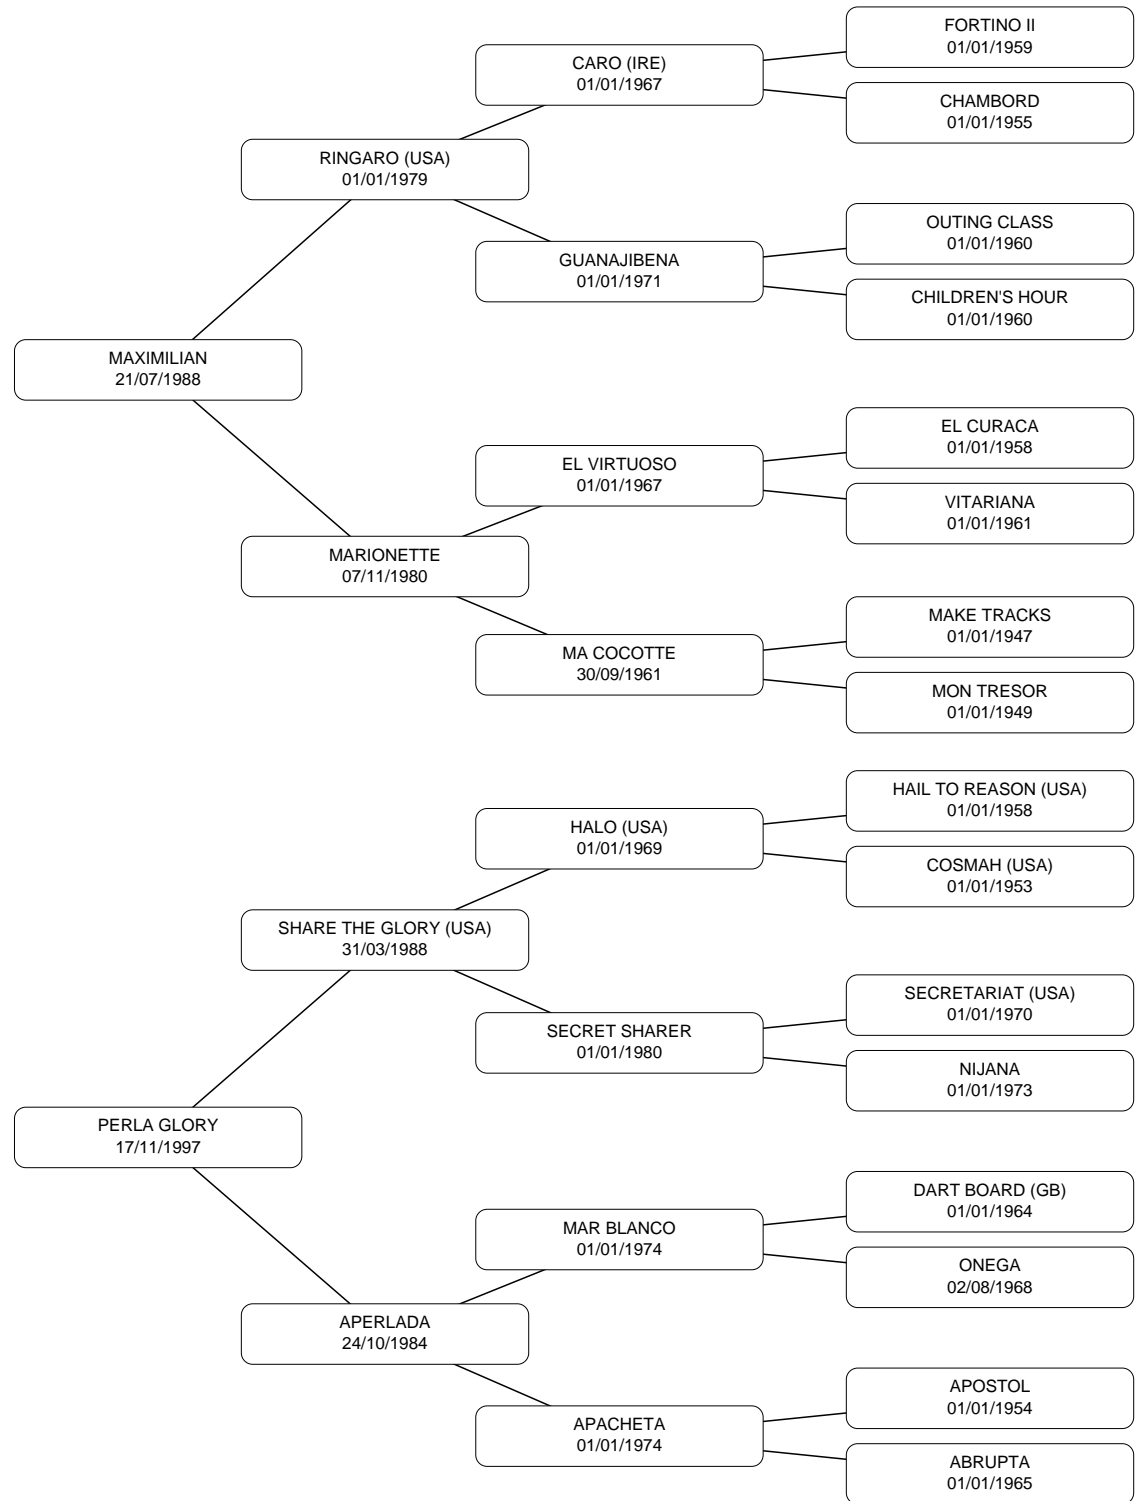 FORTINO II
01/01/1959
CARO (IRE)
01/01/1967
CHAMBORD
01/01/1955
RINGARO (USA)
01/01/1979
OUTING CLASS
01/01/1960
GUANAJIBENA
01/01/1971
CHILDREN'S HOUR
01/01/1960
MAXIMILIAN
21/07/1988
EL CURACA
01/01/1958
EL VIRTUOSO
01/01/1967
VITARIANA
01/01/1961
MARIONETTE
07/11/1980
MAKE TRACKS
01/01/1947
MA COCOTTE
30/09/1961
MON TRESOR
01/01/1949
HAIL TO REASON (USA)
01/01/1958
HALO (USA)
01/01/1969
COSMAH (USA)
01/01/1953
SHARE THE GLORY (USA)
31/03/1988
SECRETARIAT (USA)
01/01/1970
SECRET SHARER
01/01/1980
NIJANA
01/01/1973
PERLA GLORY
17/11/1997
DART BOARD (GB)
01/01/1964
MAR BLANCO
01/01/1974
ONEGA
02/08/1968
APERLADA
24/10/1984
APOSTOL
01/01/1954
APACHETA
01/01/1974
ABRUPTA
01/01/1965